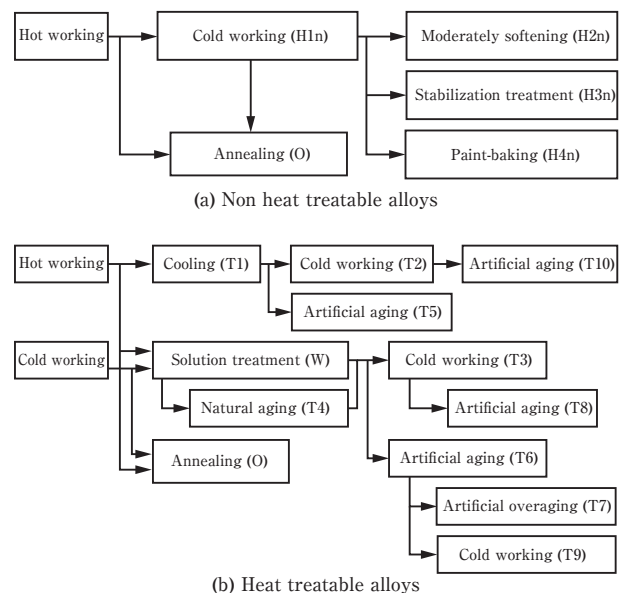 Hot working
Cold working (H1n)
Moderately softening (H2n)
Stabilization treatment (H3n)
Annealing (O)
Paint-baking (H4n)
(a) Non heat treatable alloys
Hot working
Cooling (T1)
Cold working (T2)
Artificial aging (T10)
Artificial aging (T5)
Cold working
Solution treatment (W)
Cold working (T3)
Natural aging (T4)
Artificial aging (T8)
Annealing (O)
Artificial aging (T6)
Artificial overaging (T7)
Cold working (T9)
(b) Heat treatable alloys